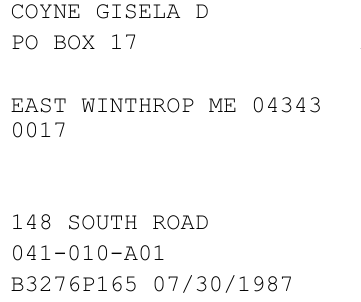 COYNE GISELA D
PO BOX 17
EAST WINTHROP ME 04343
0017
148 SOUTH ROAD
041-010-A01
B3276P165 07/30/1987